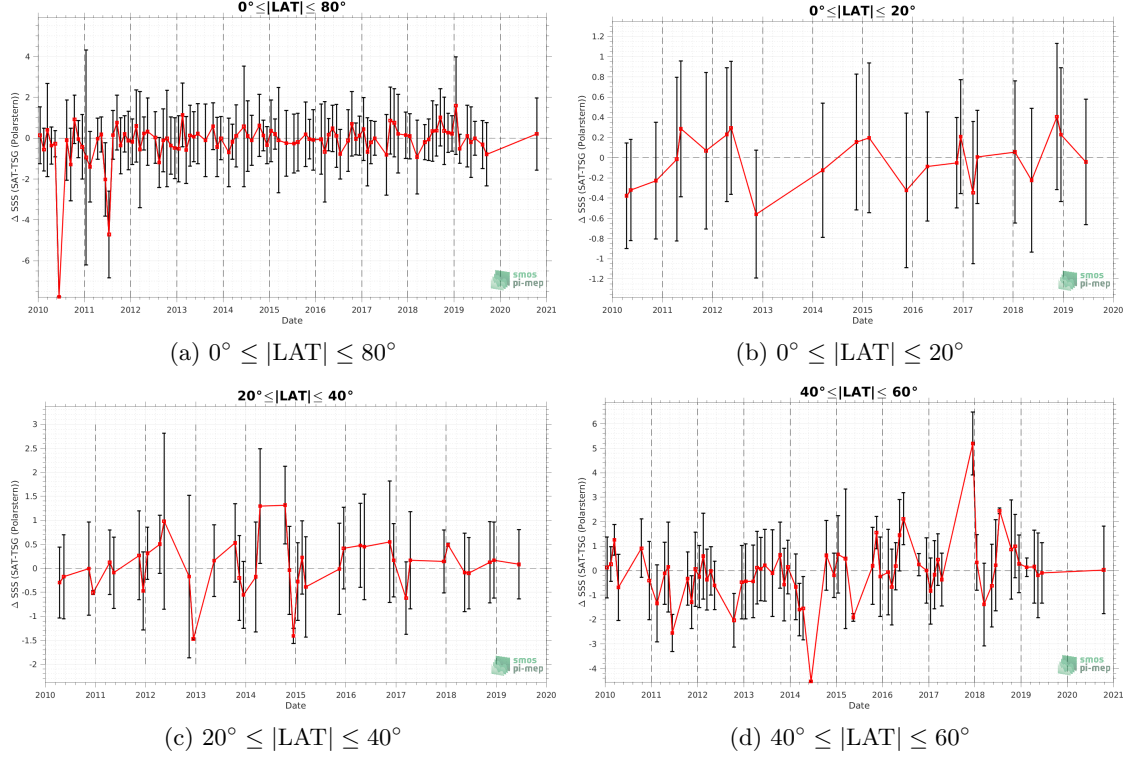 0°≤|LAT|≤ 80°
Δ SSS (SAT-TSG (Polarstern))
4
2
0
-2
-4
-6
2010 2011 2012 2013 2014 2015 2016 2017 2018 2019 2020 2021
Date
smos
pi-mep
(a) 0° ≤ |LAT| ≤ 80°
0°≤|LAT|≤ 20°
Δ SSS (SAT-TSG (Polarstern))
1.2
1
0.8
0.6
0.4
0.2
0
-0.2
-0.4
-0.6
-0.8
-1
-1.2
2010 2011 2012 2013 2014 2015 2016 2017 2018 2019 2020
Date
smos
pi-mep
(b) 0° ≤ |LAT| ≤ 20°
20°≤|LAT|≤ 40°
Δ SSS (SAT-TSG (Polarstern))
3
2.5
2
1.5
1
0.5
0
-0.5
-1
-1.5
-2
2010 2011 2012 2013 2014 2015 2016 2017 2018 2019 2020
Date
smos
pi-mep
(c) 20° ≤ |LAT| ≤ 40°
40°≤|LAT|≤ 60°
Δ SSS (SAT-TSG (Polarstern))
6
5
4
3
2
1
0
-1
-2
-3
-4
2010 2011 2012 2013 2014 2015 2016 2017 2018 2019 2020 2021
Date
smos
pi-mep
(d) 40° ≤ |LAT| ≤ 60°